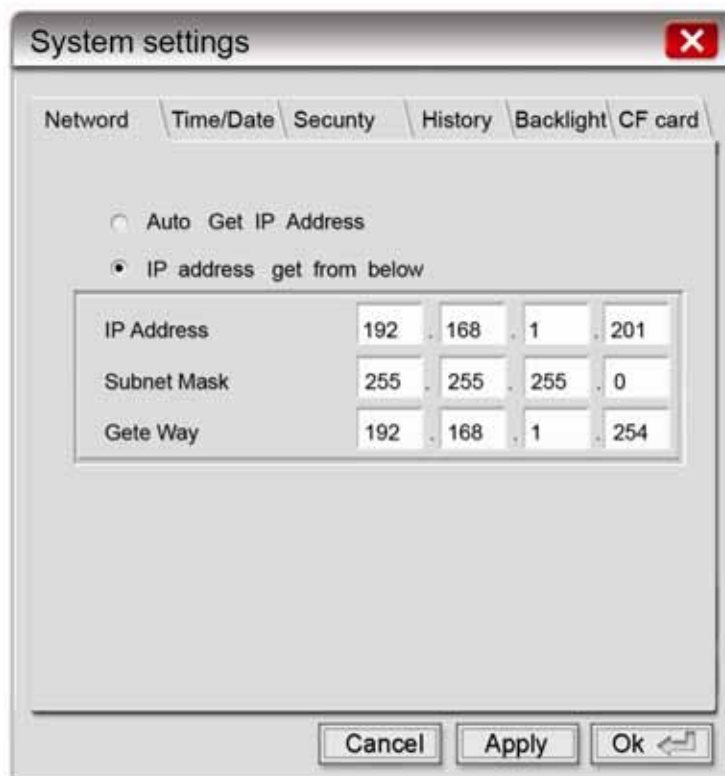 System settings
Netword Time/Date Securty History Backlight CF card
Auto Get IP Address
IP address get from below
IP Address 192 . 168 . 1 . 201
Subnet Mask 255 . 255 . 255 . 0
Gete Way 192 . 168 . 1 . 254
Cancel Apply Ok